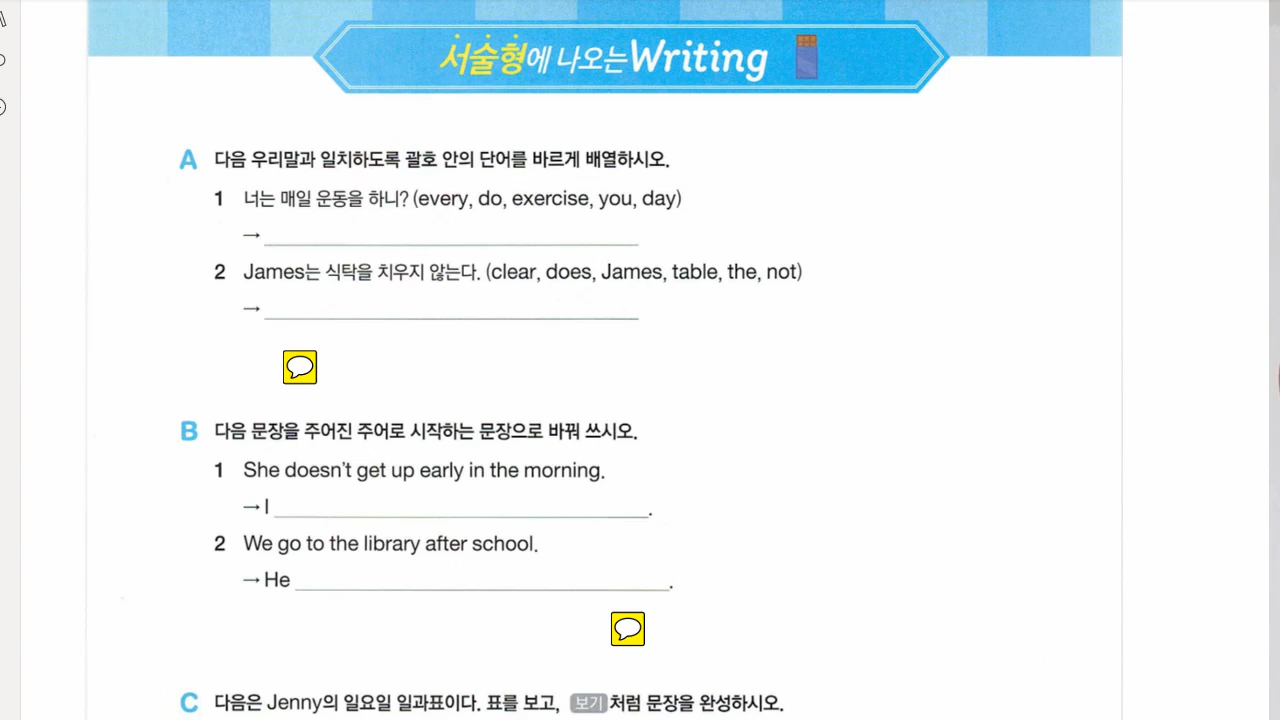 서술형에 나오는 Writing
A 다음 우리말과 일치하도록 괄호 안의 단어를 바르게 배열하시오.
1 너는 매일 운동을 하니? (every, do, exercise, you, day)
→
2 James는 식탁을 치우지 않는다. (clear, does, James, table, the, not)
→
B 다음 문장을 주어진 주어로 시작하는 문장으로 바꿔 쓰시오.
1 She doesn't get up early in the morning.
→ I .
2 We go to the library after school.
→ He .
C 다음은 Jenny의 일요일 일과표이다. 표를 보고, 보기 처럼 문장을 완성하시오.